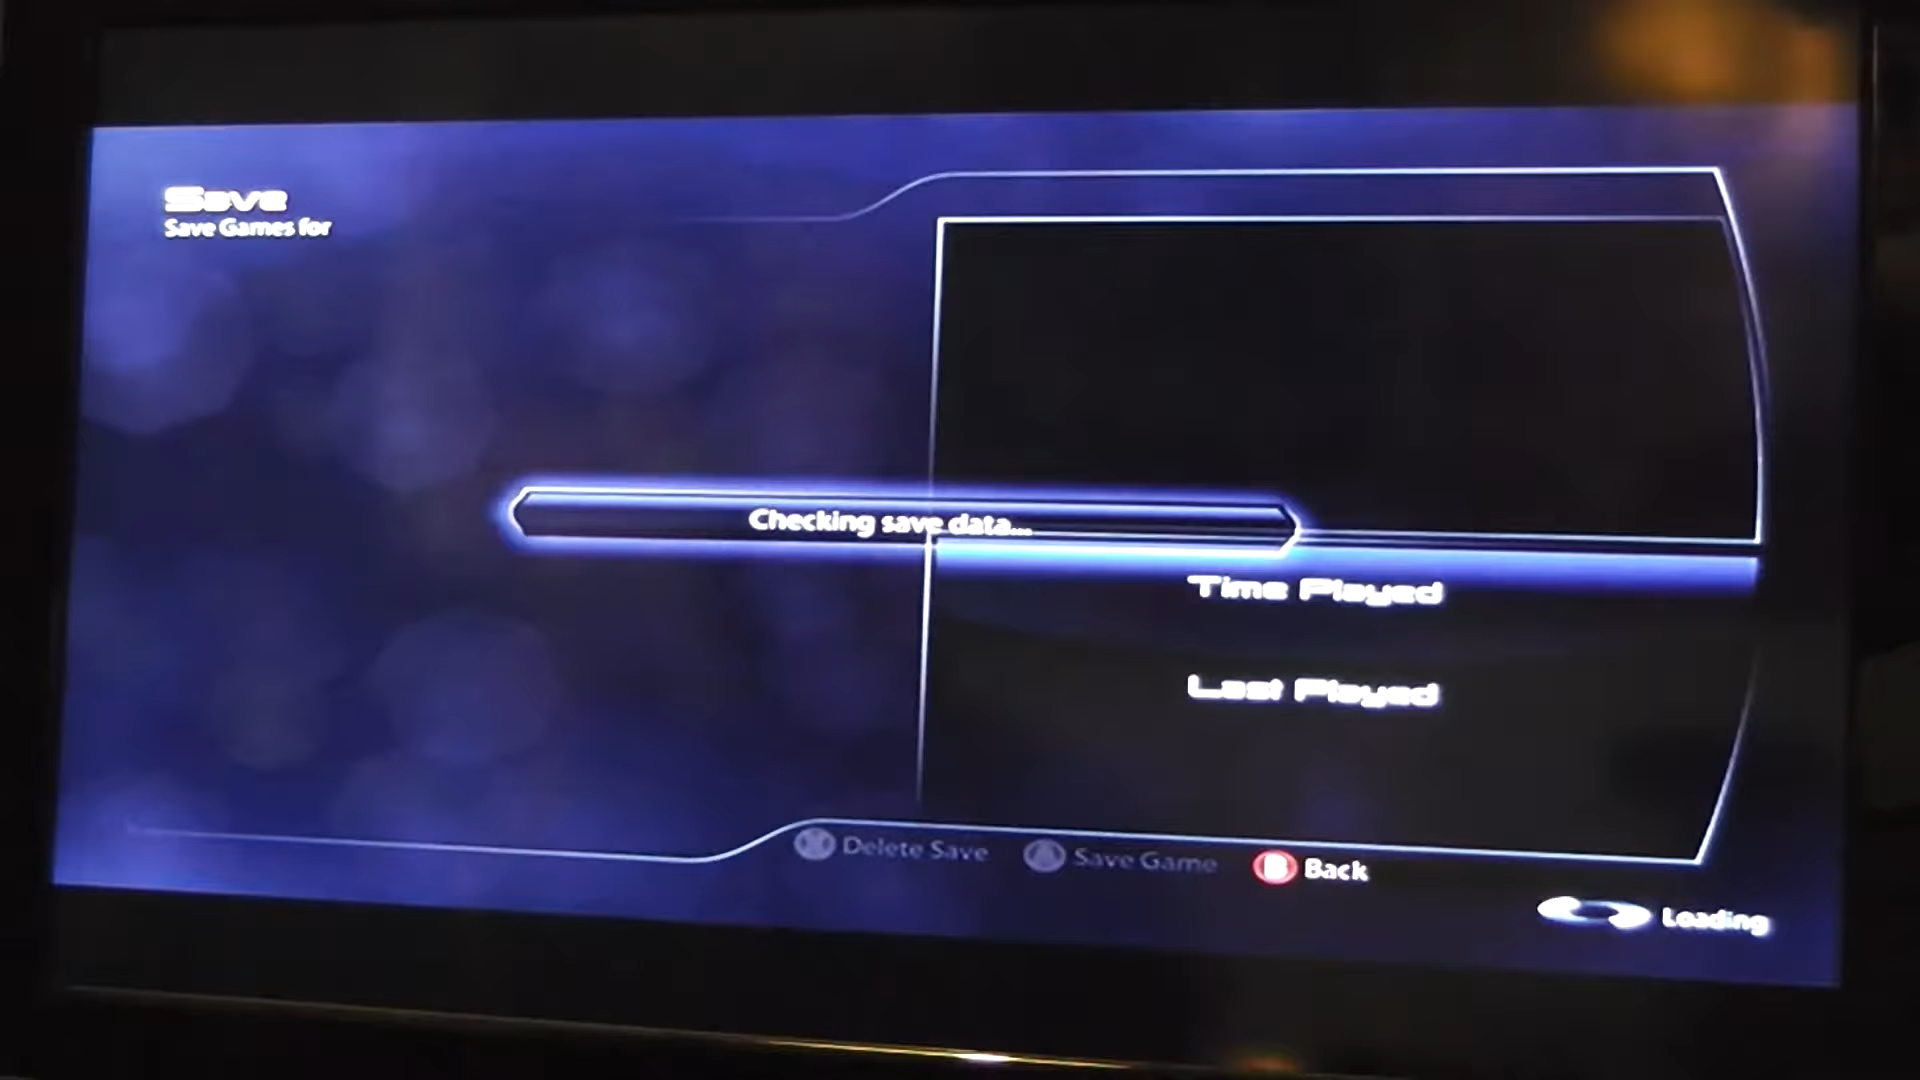 Save
Save Games for
Checking save data...
Time Played
Last Played
X Delete Save A Save Game B Back
Loading